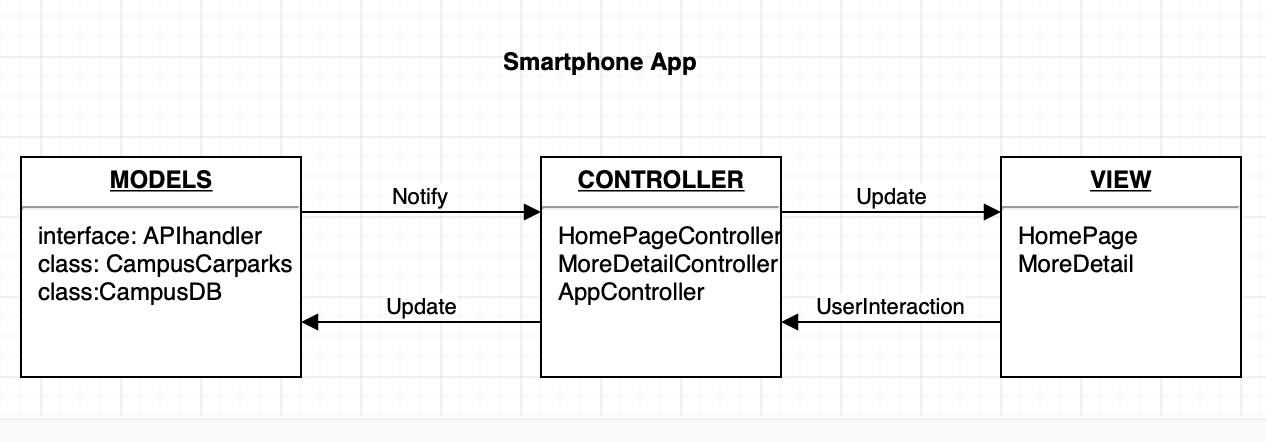 Smartphone App
MODELS
interface: APIhandler
class: CampusCarparks
class:CampusDB
Notify
Update
CONTROLLER
HomePageController
MoreDetailController
AppController
Update
UserInteraction
VIEW
HomePage
MoreDetail